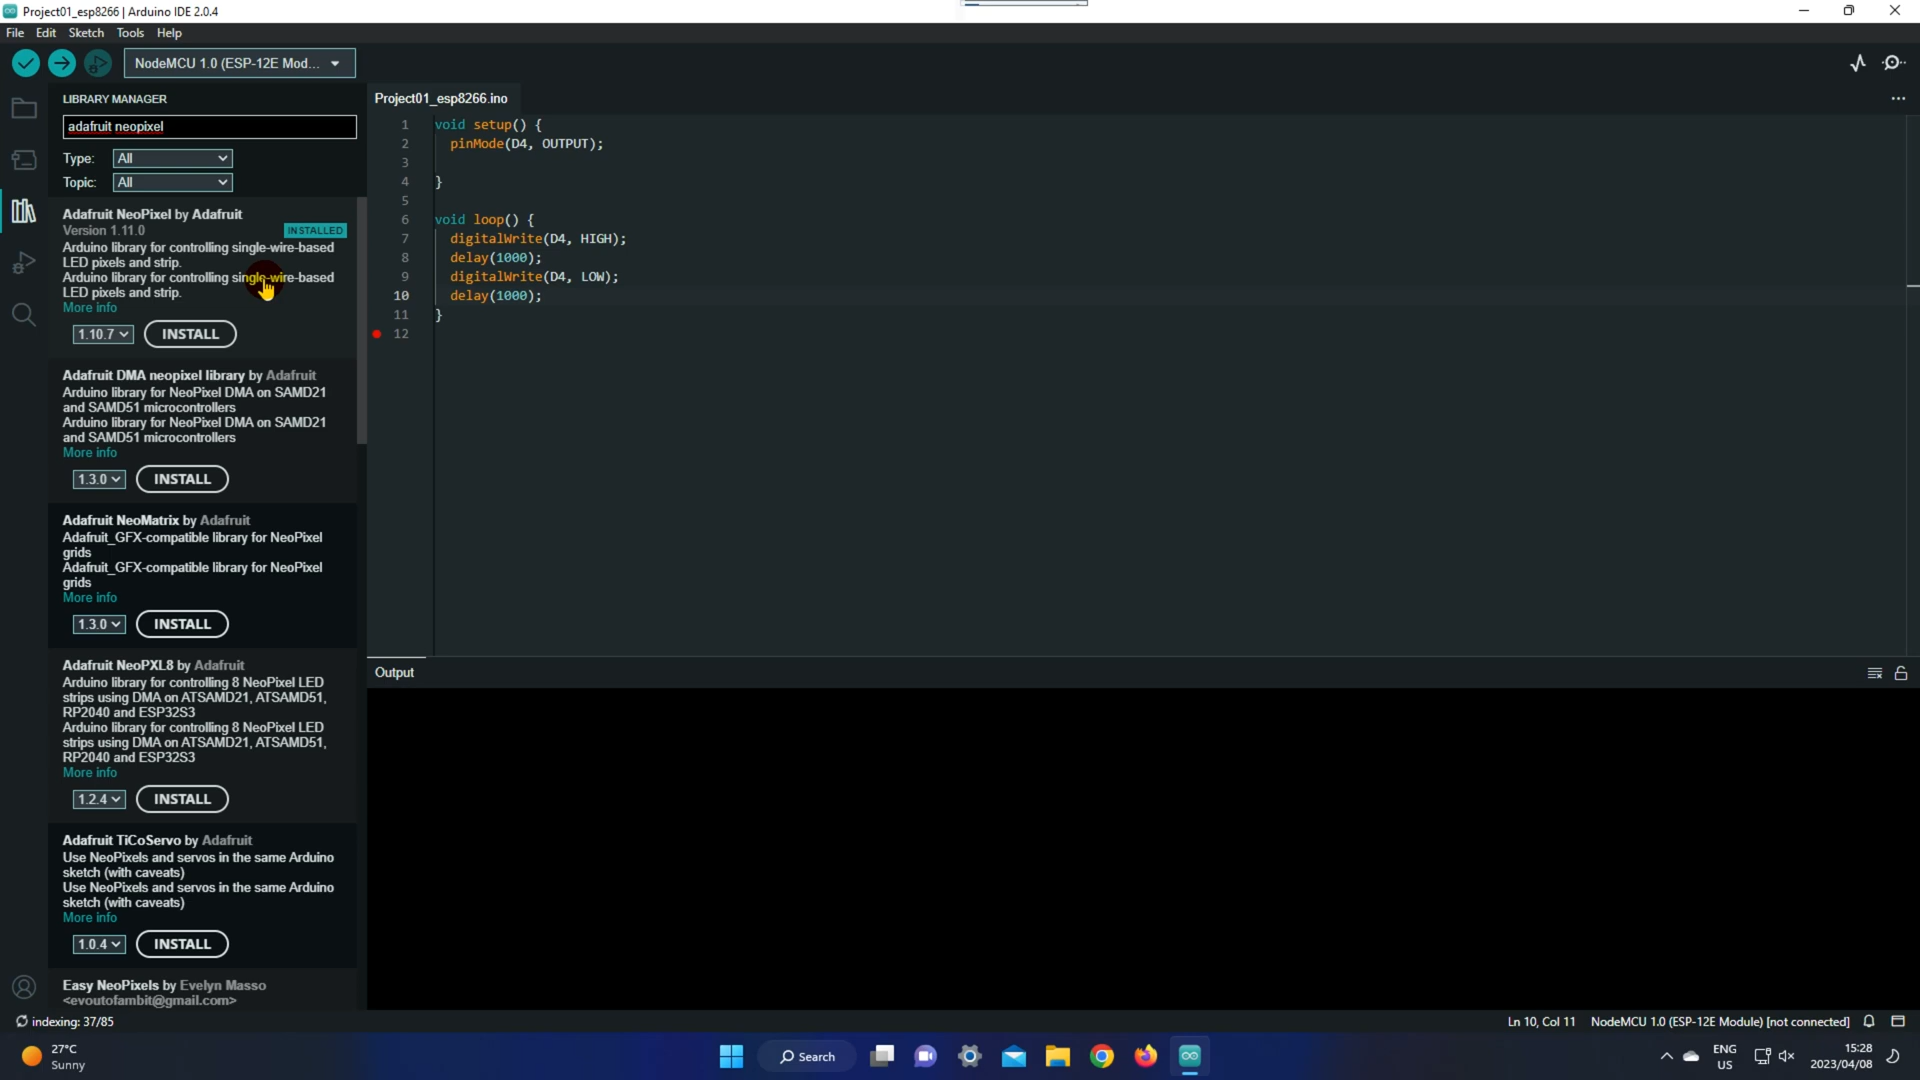 Project01_esp8266 | Arduino IDE 2.0.4
File Edit Sketch Tools Help
NodeMCU 1.0 (ESP-12E Mod...
LIBRARY MANAGER
adafruit neopixel
Type: All
Topic: All
Adafruit NeoPixel by Adafruit
Version 1.11.0 INSTALLED
Arduino library for controlling single-wire-based
LED pixels and strip.
Arduino library for controlling single-wire-based
LED pixels and strip.
More info
1.10.7 INSTALL
Adafruit DMA neopixel library by Adafruit
Arduino library for NeoPixel DMA on SAMD21
and SAMD51 microcontrollers
Arduino library for NeoPixel DMA on SAMD21
and SAMD51 microcontrollers
More info
1.3.0 INSTALL
Adafruit NeoMatrix by Adafruit
Adafruit_GFX-compatible library for NeoPixel
grids
Adafruit_GFX-compatible library for NeoPixel
grids
More info
1.3.0 INSTALL
Adafruit NeoPXL8 by Adafruit
Arduino library for controlling 8 NeoPixel LED
strips using DMA on ATSAMD21, ATSAMD51,
RP2040 and ESP32S3
Arduino library for controlling 8 NeoPixel LED
strips using DMA on ATSAMD21, ATSAMD51,
RP2040 and ESP32S3
More info
1.2.4 INSTALL
Adafruit TiCoServo by Adafruit
Use NeoPixels and servos in the same Arduino
sketch (with caveats)
Use NeoPixels and servos in the same Arduino
sketch (with caveats)
More info
1.0.4 INSTALL
Easy NeoPixels by Evelyn Masso
<evoutofambit@gmail.com>
Project01_esp8266.ino
1 void setup() {
2 pinMode(D4, OUTPUT);
3
4 }
5
6 void loop() {
7 digitalWrite(D4, HIGH);
8 delay(1000);
9 digitalWrite(D4, LOW);
10 delay(1000);
11 }
12
Output
indexing: 37/85
Ln 10, Col 11 NodeMCU 1.0 (ESP-12E Module) [not connected]
27°C
Sunny
Search
ENG
US
15:28
2023/04/08